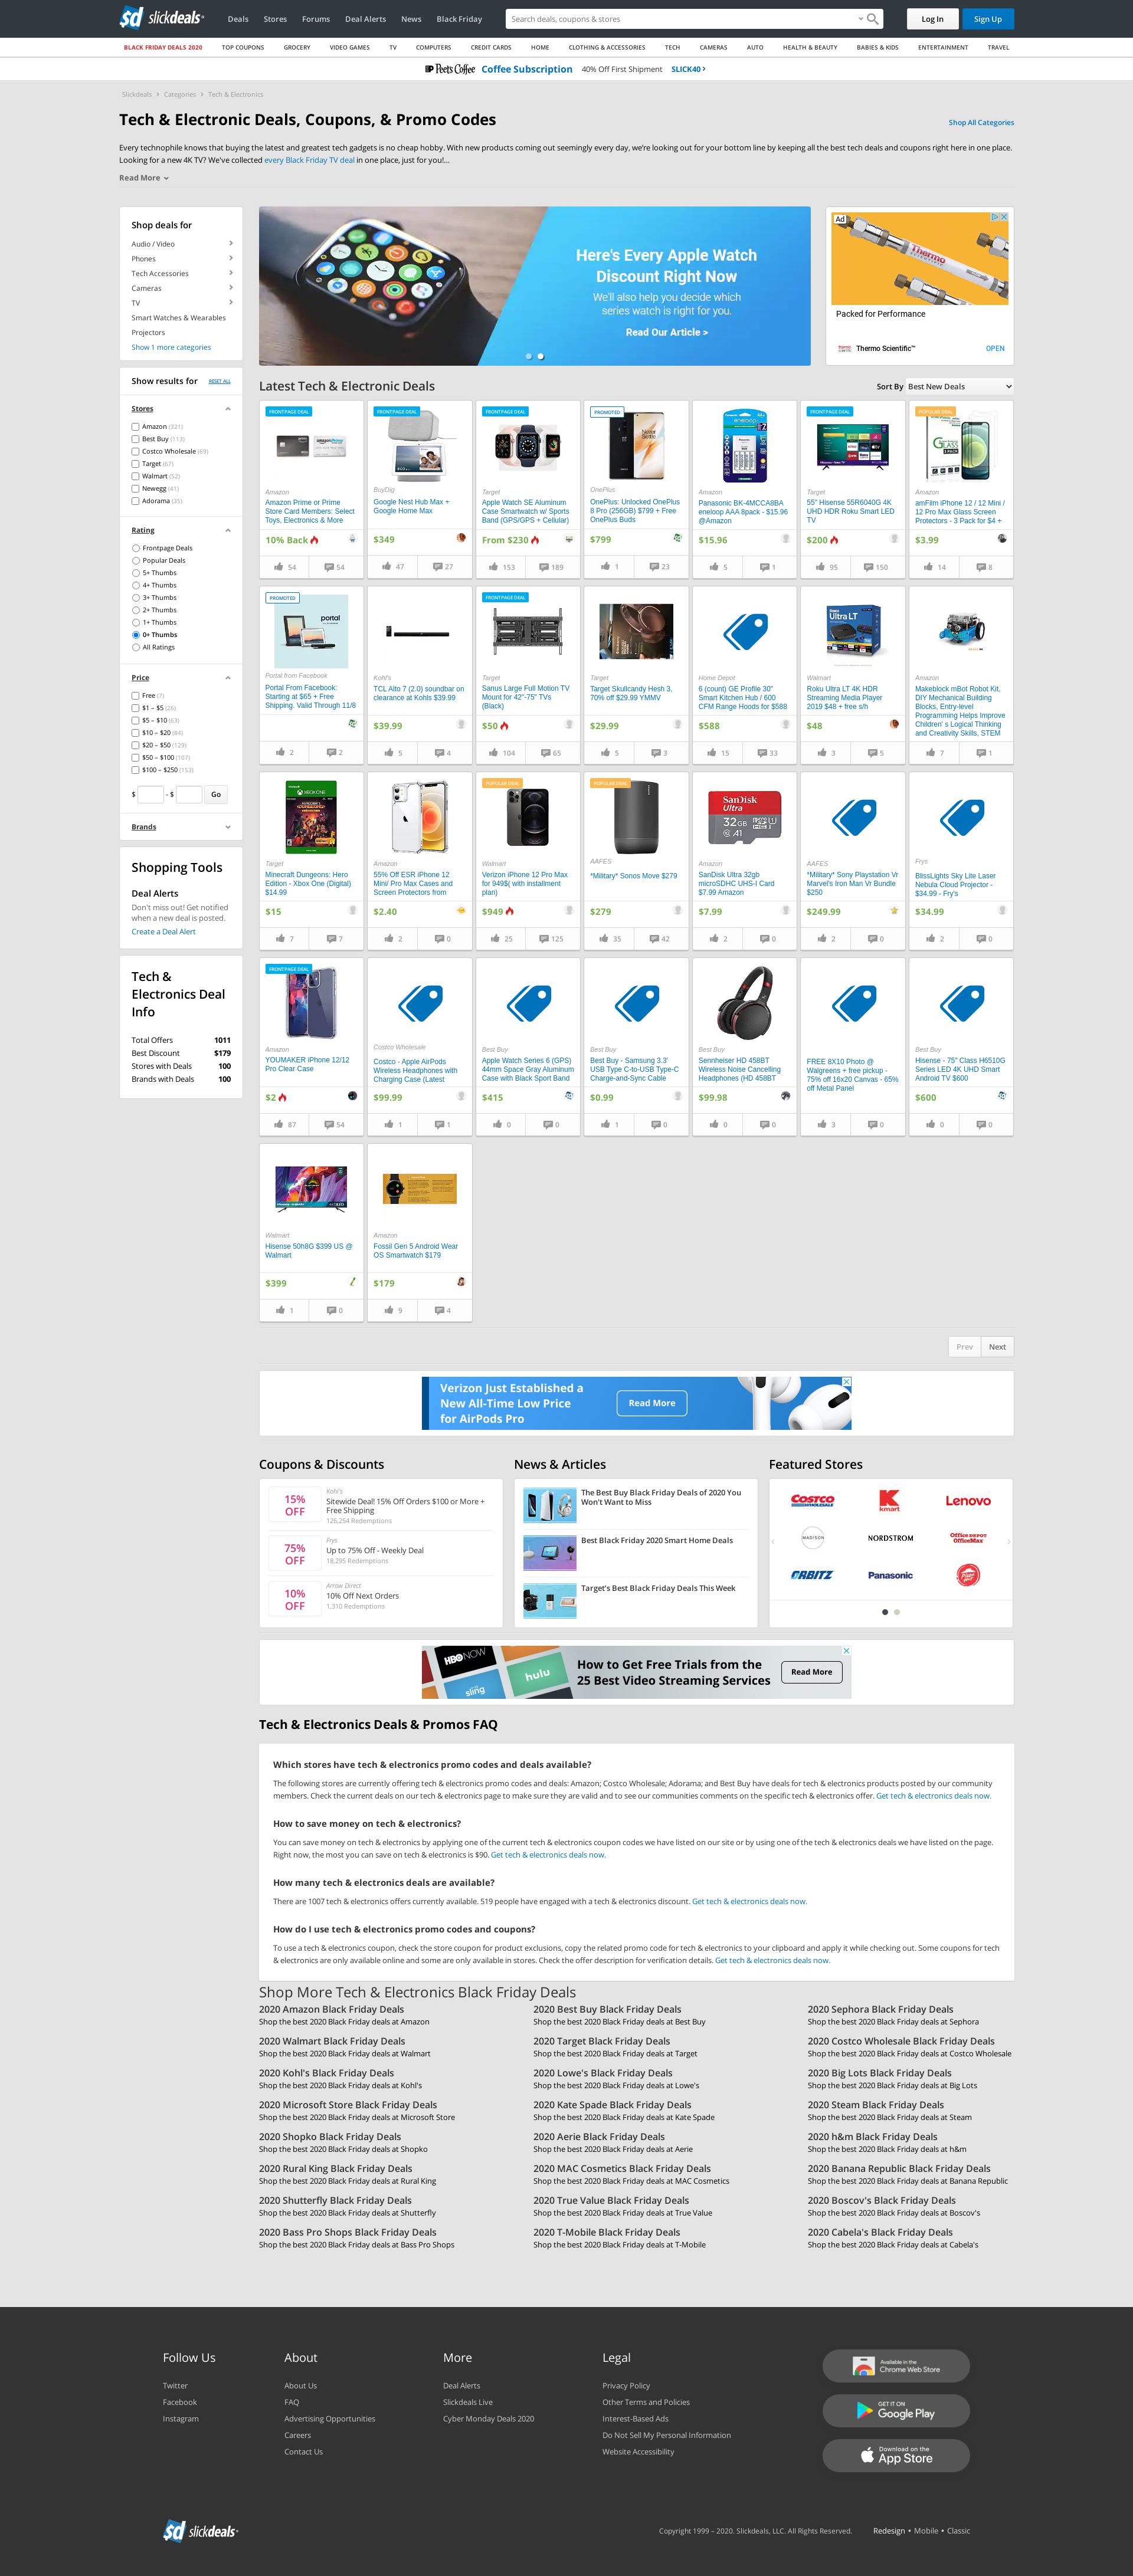 slickdeals
Deals
Stores
Forums
Deal Alerts
News
Black Friday
Search deals, coupons & stores
Log In
Sign Up
BLACK FRIDAY DEALS 2020
TOP COUPONS
GROCERY
VIDEO GAMES
TV
COMPUTERS
CREDIT CARDS
HOME
CLOTHING & ACCESSORIES
TECH
CAMERAS
AUTO
HEALTH & BEAUTY
BABIES & KIDS
ENTERTAINMENT
TRAVEL
Peet's Coffee
Coffee Subscription
40% Off First Shipment
SLICK40 >
Slickdeals > Categories > Tech & Electronics
Tech & Electronic Deals, Coupons, & Promo Codes
Shop All Categories
Every technophile knows that buying the latest and greatest tech gadgets is no cheap hobby. With new products coming out seemingly every day, we're looking out for your bottom line by keeping all the best tech deals and coupons right here in one place.
Looking for a new 4K TV? We've collected every Black Friday TV deal in one place, just for you!...
Read More
Shop deals for
Audio / Video
Phones
Tech Accessories
Cameras
TV
Smart Watches & Wearables
Projectors
Show 1 more categories
Here's Every Apple Watch
Discount Right Now
We'll also help you decide which
series watch is right for you.
Read Our Article >
Ad
Thermo
Packed for Performance
Thermo Scientific™
OPEN
Show results for
RESET ALL
Stores
Amazon (321)
Best Buy (113)
Costco Wholesale (69)
Target (67)
Walmart (52)
Newegg (41)
Adorama (35)
Rating
Frontpage Deals
Popular Deals
5+ Thumbs
4+ Thumbs
3+ Thumbs
2+ Thumbs
1+ Thumbs
0+ Thumbs
All Ratings
Price
Free (7)
$1 – $5 (26)
$5 – $10 (63)
$10 – $20 (84)
$20 – $50 (129)
$50 – $100 (107)
$100 – $250 (153)
$ - $ Go
Brands
Shopping Tools
Deal Alerts
Don't miss out! Get notified
when a new deal is posted.
Create a Deal Alert
Tech &
Electronics Deal
Info
Total Offers 1011
Best Discount $179
Stores with Deals 100
Brands with Deals 100
Latest Tech & Electronic Deals
Sort By Best New Deals
FRONTPAGE DEAL
Amazon
Amazon Prime or Prime
Store Card Members: Select
Toys, Electronics & More
10% Back
54 54
FRONTPAGE DEAL
BuyDig
Google Nest Hub Max +
Google Home Max
$349
47 27
FRONTPAGE DEAL
Target
Apple Watch SE Aluminum
Case Smartwatch w/ Sports
Band (GPS/GPS + Cellular)
From $230
153 189
PROMOTED
Never
Settle
OnePlus
OnePlus: Unlocked OnePlus
8 Pro (256GB) $799 + Free
OnePlus Buds
$799
1 23
eneloop
Amazon
Panasonic BK-4MCCA8BA
eneloop AAA 8pack - $15.96
@Amazon
$15.96
5 1
FRONTPAGE DEAL
Target
55" Hisense 55R6040G 4K
UHD HDR Roku Smart LED
TV
$200
95 150
POPULAR DEAL
GLASS
Amazon
amFilm iPhone 12 / 12 Mini /
12 Pro Max Glass Screen
Protectors - 3 Pack for $4 +
$3.99
14 8
PROMOTED
portal
Portal from Facebook
Portal From Facebook:
Starting at $65 + Free
Shipping. Valid Through 11/8
2 2
Kohl's
TCL Alto 7 (2.0) soundbar on
clearance at Kohls $39.99
$39.99
5 4
FRONTPAGE DEAL
Target
Sanus Large Full Motion TV
Mount for 42"-75" TVs
(Black)
$50
104 65
Target
Target Skullcandy Hesh 3,
70% off $29.99 YMMV
$29.99
5 3
Home Depot
6 (count) GE Profile 30"
Smart Kitchen Hub / 600
CFM Range Hoods for $588
$588
15 33
Ultra LT
Walmart
Roku Ultra LT 4K HDR
Streaming Media Player
2019 $48 + free s/h
$48
3 5
Amazon
Makeblock mBot Robot Kit,
DIY Mechanical Building
Blocks, Entry-level
Programming Helps Improve
Children' s Logical Thinking
and Creativity Skills, STEM
7 1
XBOX ONE
Target
Minecraft Dungeons: Hero
Edition - Xbox One (Digital)
$14.99
$15
7 7
Amazon
55% Off ESR iPhone 12
Mini/ Pro Max Cases and
Screen Protectors from
$2.40
2 0
POPULAR DEAL
Walmart
Verizon iPhone 12 Pro Max
for 949$( with installment
plan)
$949
25 125
POPULAR DEAL
AAFES
*Military* Sonos Move $279
$279
35 42
SanDisk
Ultra
32GB
A1
Amazon
SanDisk Ultra 32gb
microSDHC UHS-I Card
$7.99 Amazon
$7.99
2 0
AAFES
*Military* Sony Playstation Vr
Marvel's Iron Man Vr Bundle
$250
$249.99
2 0
Frys
BlissLights Sky Lite Laser
Nebula Cloud Projector -
$34.99 - Fry's
$34.99
2 0
FRONTPAGE DEAL
Amazon
YOUMAKER iPhone 12/12
Pro Clear Case
$2
87 54
Costco Wholesale
Costco - Apple AirPods
Wireless Headphones with
Charging Case (Latest
$99.99
1 1
Best Buy
Apple Watch Series 6 (GPS)
44mm Space Gray Aluminum
Case with Black Sport Band
$415
0 0
Best Buy
Best Buy - Samsung 3.3'
USB Type C-to-USB Type-C
Charge-and-Sync Cable
$0.99
1 0
Best Buy
Sennheiser HD 458BT
Wireless Noise Cancelling
Headphones (HD 458BT
$99.98
0 0
FREE 8X10 Photo @
Walgreens + free pickup -
75% off 16x20 Canvas - 65%
off Metal Panel
3 0
Best Buy
Hisense - 75" Class H6510G
Series LED 4K UHD Smart
Android TV $600
$600
0 0
Walmart
Hisense 50h8G $399 US @
Walmart
$399
1 0
Amazon
Fossil Gen 5 Android Wear
OS Smartwatch $179
$179
9 4
Prev Next
Verizon Just Established a
New All-Time Low Price
for AirPods Pro
Read More
Coupons & Discounts
15%
OFF
Kohl's
Sitewide Deal! 15% Off Orders $100 or More +
Free Shipping
126,254 Redemptions
75%
OFF
Frys
Up to 75% Off - Weekly Deal
18,295 Redemptions
10%
OFF
Arrow Direct
10% Off Next Orders
1,310 Redemptions
News & Articles
The Best Buy Black Friday Deals of 2020 You
Won't Want to Miss
Best Black Friday 2020 Smart Home Deals
Target's Best Black Friday Deals This Week
Featured Stores
COSTCO
WHOLESALE
kmart
Lenovo
MADISON
NORDSTROM
Office DEPOT
OfficeMax
ORBITZ
Panasonic
Pizza Hut
HBO NOW
hulu
sling
How to Get Free Trials from the
25 Best Video Streaming Services
Read More
Tech & Electronics Deals & Promos FAQ
Which stores have tech & electronics promo codes and deals available?
The following stores are currently offering tech & electronics promo codes and deals: Amazon; Costco Wholesale; Adorama; and Best Buy have deals for tech & electronics products posted by our community
members. Check the current deals on our tech & electronics page to make sure they are valid and to see our communities comments on the specific tech & electronics offer. Get tech & electronics deals now.
How to save money on tech & electronics?
You can save money on tech & electronics by applying one of the current tech & electronics coupon codes we have listed on our site or by using one of the tech & electronics deals we have listed on the page.
Right now, the most you can save on tech & electronics is $90. Get tech & electronics deals now.
How many tech & electronics deals are available?
There are 1007 tech & electronics offers currently available. 519 people have engaged with a tech & electronics discount. Get tech & electronics deals now.
How do I use tech & electronics promo codes and coupons?
To use a tech & electronics coupon, check the store coupon for product exclusions, copy the related promo code for tech & electronics to your clipboard and apply it while checking out. Some coupons for tech
& electronics are only available online and some are only available in stores. Check the offer description for verification details. Get tech & electronics deals now.
Shop More Tech & Electronics Black Friday Deals
2020 Amazon Black Friday Deals
Shop the best 2020 Black Friday deals at Amazon
2020 Best Buy Black Friday Deals
Shop the best 2020 Black Friday deals at Best Buy
2020 Sephora Black Friday Deals
Shop the best 2020 Black Friday deals at Sephora
2020 Walmart Black Friday Deals
Shop the best 2020 Black Friday deals at Walmart
2020 Target Black Friday Deals
Shop the best 2020 Black Friday deals at Target
2020 Costco Wholesale Black Friday Deals
Shop the best 2020 Black Friday deals at Costco Wholesale
2020 Kohl's Black Friday Deals
Shop the best 2020 Black Friday deals at Kohl's
2020 Lowe's Black Friday Deals
Shop the best 2020 Black Friday deals at Lowe's
2020 Big Lots Black Friday Deals
Shop the best 2020 Black Friday deals at Big Lots
2020 Microsoft Store Black Friday Deals
Shop the best 2020 Black Friday deals at Microsoft Store
2020 Kate Spade Black Friday Deals
Shop the best 2020 Black Friday deals at Kate Spade
2020 Steam Black Friday Deals
Shop the best 2020 Black Friday deals at Steam
2020 Shopko Black Friday Deals
Shop the best 2020 Black Friday deals at Shopko
2020 Aerie Black Friday Deals
Shop the best 2020 Black Friday deals at Aerie
2020 h&m Black Friday Deals
Shop the best 2020 Black Friday deals at h&m
2020 Rural King Black Friday Deals
Shop the best 2020 Black Friday deals at Rural King
2020 MAC Cosmetics Black Friday Deals
Shop the best 2020 Black Friday deals at MAC Cosmetics
2020 Banana Republic Black Friday Deals
Shop the best 2020 Black Friday deals at Banana Republic
2020 Shutterfly Black Friday Deals
Shop the best 2020 Black Friday deals at Shutterfly
2020 True Value Black Friday Deals
Shop the best 2020 Black Friday deals at True Value
2020 Boscov's Black Friday Deals
Shop the best 2020 Black Friday deals at Boscov's
2020 Bass Pro Shops Black Friday Deals
Shop the best 2020 Black Friday deals at Bass Pro Shops
2020 T-Mobile Black Friday Deals
Shop the best 2020 Black Friday deals at T-Mobile
2020 Cabela's Black Friday Deals
Shop the best 2020 Black Friday deals at Cabela's
Follow Us
Twitter
Facebook
Instagram
About
About Us
FAQ
Advertising Opportunities
Careers
Contact Us
More
Deal Alerts
Slickdeals Live
Cyber Monday Deals 2020
Legal
Privacy Policy
Other Terms and Policies
Interest-Based Ads
Do Not Sell My Personal Information
Website Accessibility
Available in the
Chrome Web Store
GET IT ON
Google Play
Download on the
App Store
slickdeals
Copyright 1999 – 2020. Slickdeals, LLC. All Rights Reserved.
Redesign • Mobile • Classic